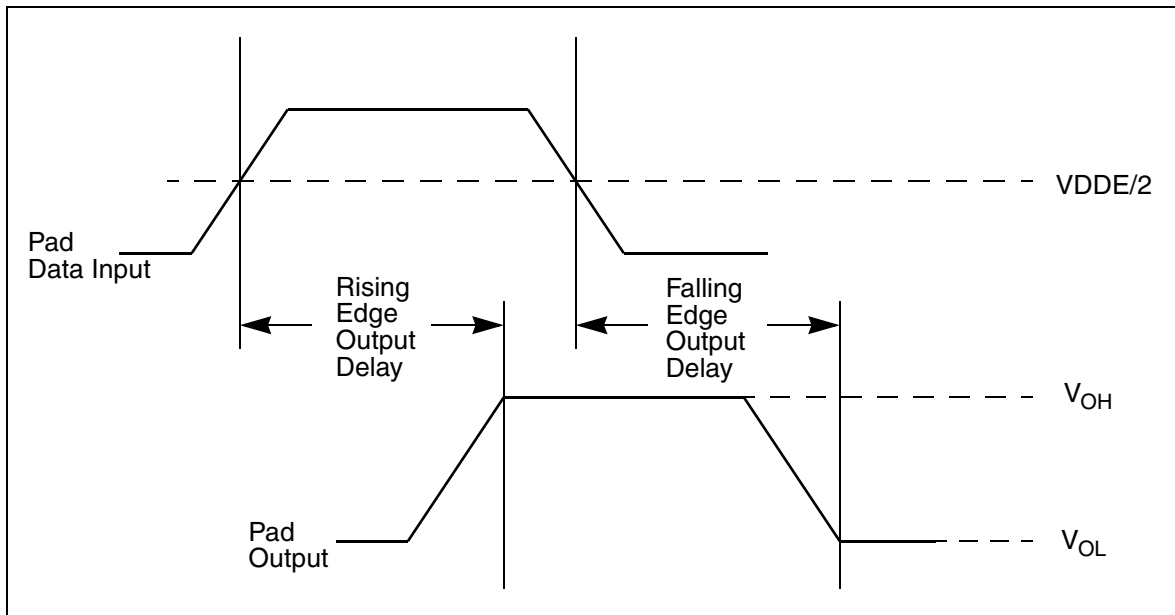 VDDE/2
Pad
Data Input
Rising
Edge
Output
Delay
Falling
Edge
Output
Delay
VOH
Pad
Output
VOL